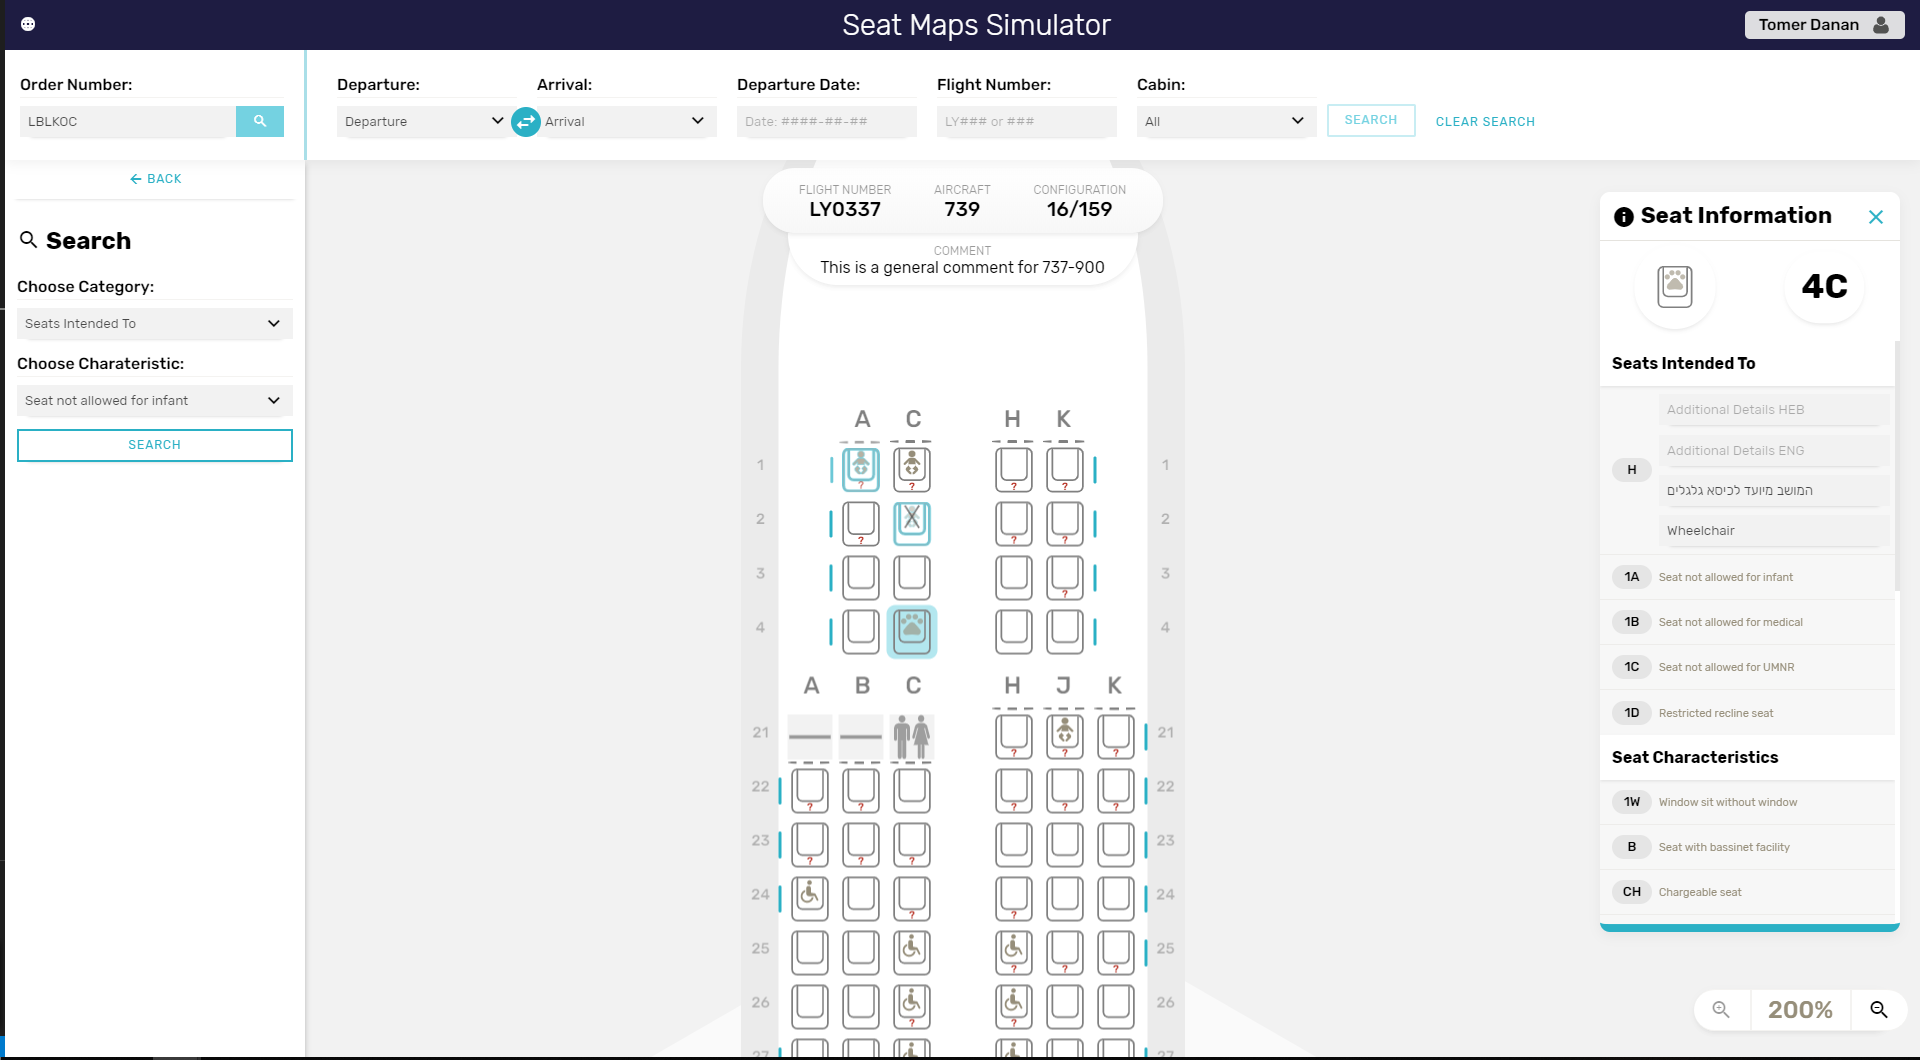 Seat Maps Simulator
Tomer Danan
Order Number:
LBLKOC
Departure:
Departure
Arrival:
Arrival
Departure Date:
Date: ####-##-##
Flight Number:
LY### or ###
Cabin:
All
SEARCH
CLEAR SEARCH
BACK
Search
Choose Category:
Seats Intended To
Choose Charateristic:
Seat not allowed for infant
SEARCH
FLIGHT NUMBER
LY0337
AIRCRAFT
739
CONFIGURATION
16/159
COMMENT
This is a general comment for 737-900
A C H K
1 ? ? ? ? 1
2 ? ? ? 2
3 ? 3
4 4
A B C H J K
21 ? ? ? 21
22 ? ? ? ? ? 22
23 ? ? ? 23
24 ? ? 24
25 ? ? ? 25
26 ? ? 26
27 27
Seat Information
4C
Seats Intended To
H
Additional Details HEB
Additional Details ENG
המושב מיועד לכיסא גלגלים
Wheelchair
1A Seat not allowed for infant
1B Seat not allowed for medical
1C Seat not allowed for UMNR
1D Restricted recline seat
Seat Characteristics
1W Window sit without window
B Seat with bassinet facility
CH Chargeable seat
200%